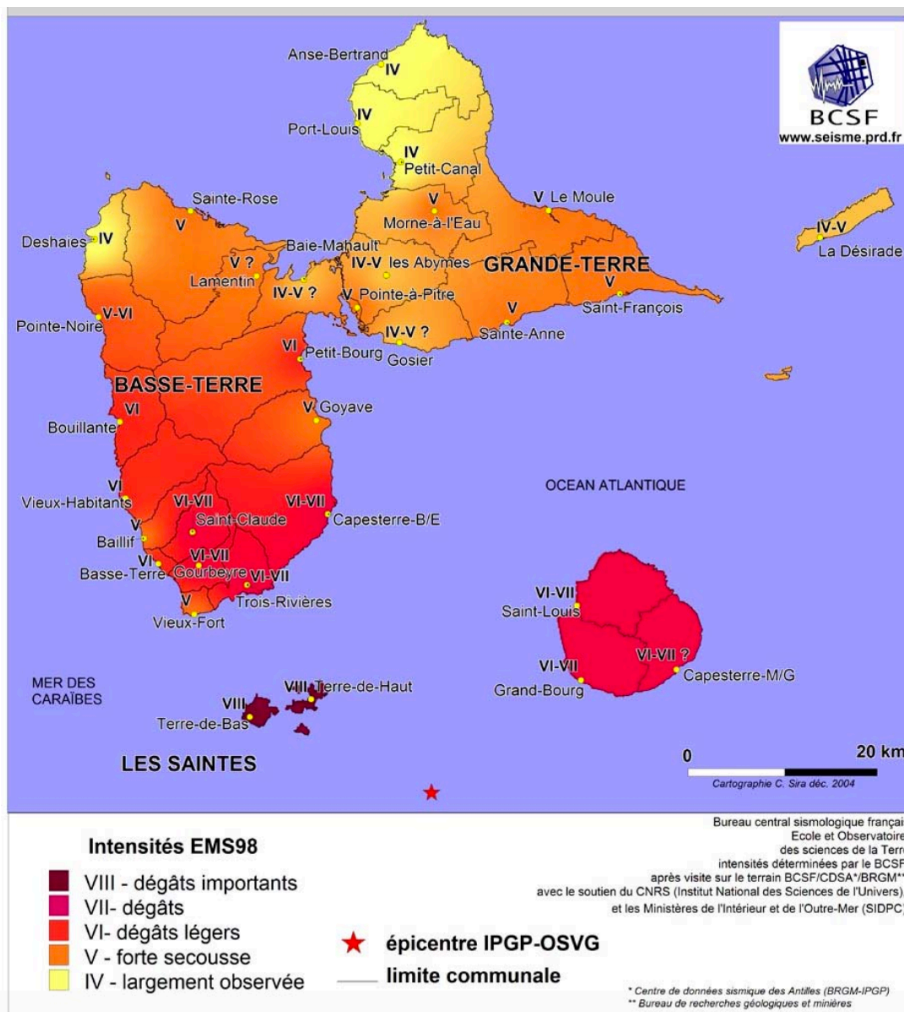 Anse-Bertrand
IV
BCSF
www.seisme.prd.fr
IV
Port-Louis
IV
Petit-Canal
Sainte-Rose
V
V
Morne-à-l'Eau
V Le Moule
IV-V
La Désirade
Deshaies
IV
Baie-Mahault
V ?
Lamentin
IV-V ?
IV-V les Abymes
GRANDE-TERRE
V
Pointe-à-Pitre
V
Saint-François
V
Sainte-Anne
IV-V ?
Gosier
V-VI
Pointe-Noire
VI
Petit-Bourg
BASSE-TERRE
VI
Bouillante
V Goyave
OCEAN ATLANTIQUE
VI
Vieux-Habitants
VI-VII
Saint-Claude
VI-VII
Capesterre-B/E
V
Baillif
VI
Basse-Terre
VI-VII
Gourbeyre
VI-VII
Trois-Rivières
V
Vieux-Fort
VI-VII
Saint-Louis
VI-VII ?
Capesterre-M/G
VI-VII
Grand-Bourg
MER DES
CARAÏBES
VIII Terre-de-Haut
VIII
Terre-de-Bas
LES SAINTES
0 20 km
Cartographie C. Sira déc. 2004
Intensités EMS98
VIII - dégâts importants
VII- dégâts
VI- dégâts légers
V - forte secousse
IV - largement observée
épicentre IPGP-OSVG
limite communale
Bureau central sismologique françai
Ecole et Observatoire
des sciences de la Terre
intensités déterminées par le BCSF
après visite sur le terrain BCSF/CDSA*/BRGM**
avec le soutien du CNRS (Institut National des Sciences de l'Univers),
et les Ministères de l'Intérieur et de l'Outre-Mer (SIDPC)
* Centre de données sismique des Antilles (BRGM-IPGP)
** Bureau de recherches géologiques et minières